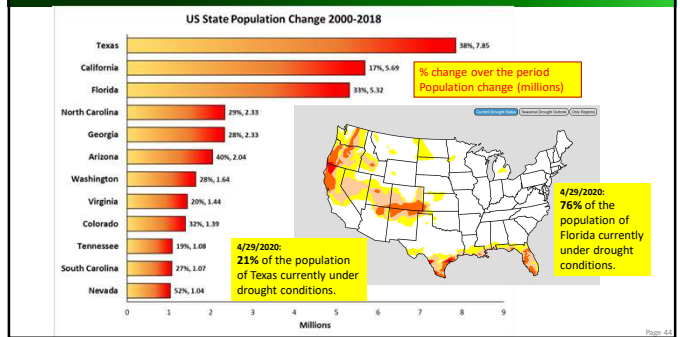 US State Population Change 2000-2018
Texas
38%, 7.85
California
17%, 5.69
Florida
33%, 5.32
% change over the period
Population change (millions)
North Carolina
29%, 2.33
Georgia
28%, 2.33
Arizona
40%, 2.04
Washington
28%, 1.64
Virginia
20%, 1.44
Colorado
32%, 1.39
Tennessee
19%, 1.08
South Carolina
27%, 1.07
Nevada
52%, 1.04
Current Drought Status
Seasonal Drought Outlook
Only Regions
4/29/2020:
76% of the
population of
Florida currently
under drought
conditions.
4/29/2020:
21% of the population
of Texas currently under
drought conditions.
0 1 2 3 4 5 6 7 8 9
Millions
Page 44